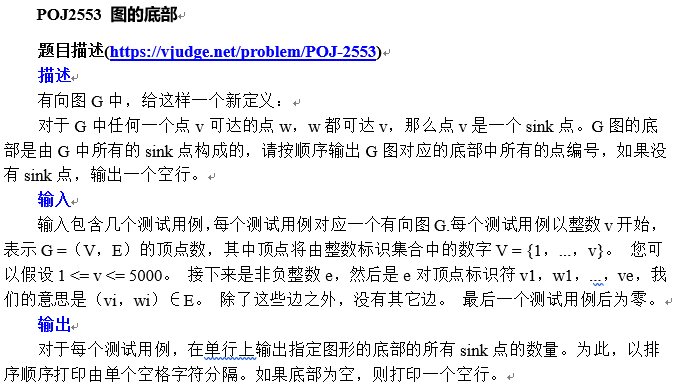 POJ2553 图的底部
题目描述(https://vjudge.net/problem/POJ-2553)
描述
有向图 G 中，给这样一个新定义：
对于 G 中任何一个点 v 可达的点 w，w 都可达 v，那么点 v 是一个 sink 点。G 图的底
部是由 G 中所有的 sink 点构成的，请按顺序输出 G 图对应的底部中所有的点编号，如果没
有 sink 点，输出一个空行。
输入
输入包含几个测试用例,每个测试用例对应一个有向图 G.每个测试用例以整数 v 开始，
表示 G =（V，E）的顶点数，其中顶点将由整数标识集合中的数字 V = {1，...，v}。 您可
以假设 1 <= v <= 5000。 接下来是非负整数 e，然后是 e 对顶点标识符 v1，w1，...，ve，我
们的意思是（vi，wi）∈E。 除了这些边之外，没有其它边。 最后一个测试用例后为零。
输出
对于每个测试用例，在单行上输出指定图形的底部的所有 sink 点的数量。为此，以排
序顺序打印由单个空格字符分隔。如果底部为空，则打印一个空行。